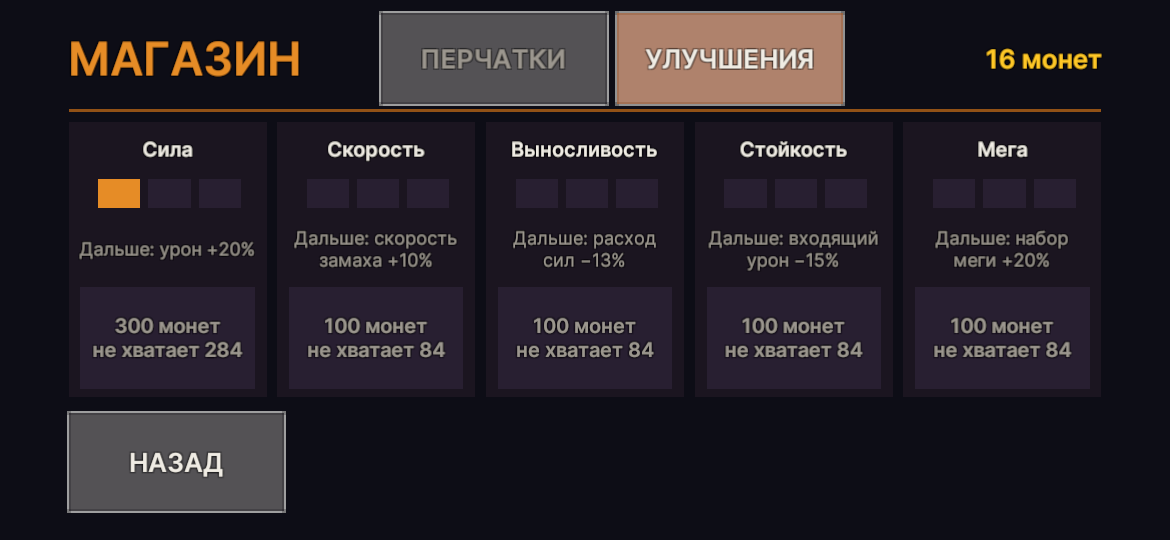 МАГАЗИН
ПЕРЧАТКИ
УЛУЧШЕНИЯ
16 монет
Сила
Дальше: урон +20%
300 монет
не хватает 284
Скорость
Дальше: скорость
замаха +10%
100 монет
не хватает 84
Выносливость
Дальше: расход
сил −13%
100 монет
не хватает 84
Стойкость
Дальше: входящий
урон −15%
100 монет
не хватает 84
Мега
Дальше: набор
меги +20%
100 монет
не хватает 84
НАЗАД